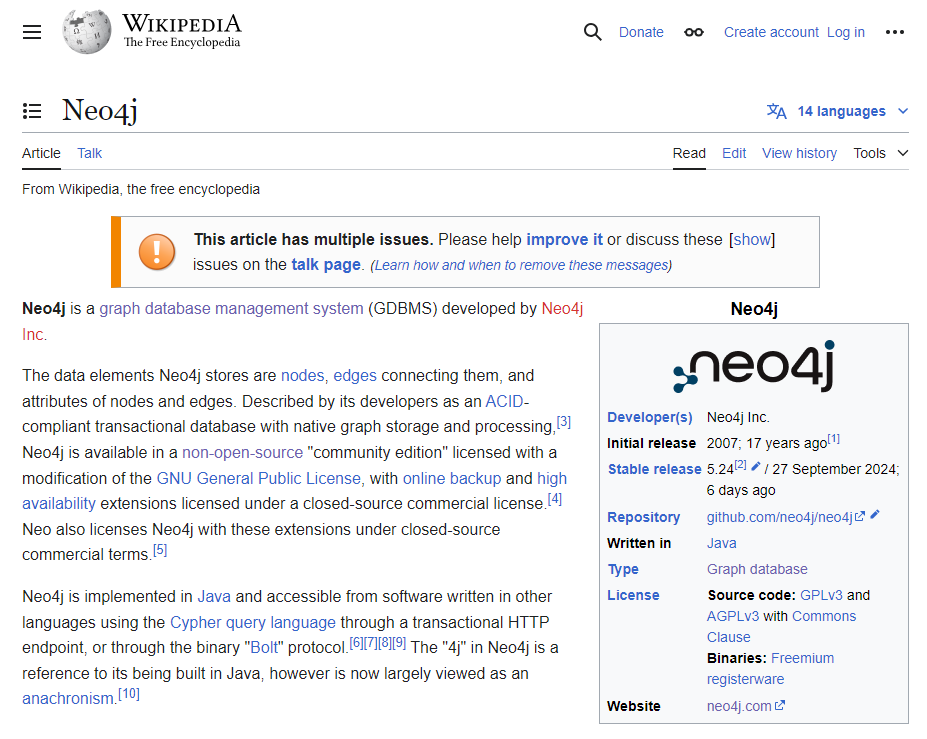 WIKIPEDIA
The Free Encyclopedia
Donate
Create account
Log in
Neo4j
14 languages
Article
Talk
Read
Edit
View history
Tools
From Wikipedia, the free encyclopedia
This article has multiple issues. Please help improve it or discuss these [show]
issues on the talk page. (Learn how and when to remove these messages)
Neo4j is a graph database management system (GDBMS) developed by Neo4j
Inc.
The data elements Neo4j stores are nodes, edges connecting them, and
attributes of nodes and edges. Described by its developers as an ACID-
compliant transactional database with native graph storage and processing,[3]
Neo4j is available in a non-open-source "community edition" licensed with a
modification of the GNU General Public License, with online backup and high
availability extensions licensed under a closed-source commercial license.[4]
Neo also licenses Neo4j with these extensions under closed-source
commercial terms.[5]
Neo4j is implemented in Java and accessible from software written in other
languages using the Cypher query language through a transactional HTTP
endpoint, or through the binary "Bolt" protocol.[6][7][8][9] The "4j" in Neo4j is a
reference to its being built in Java, however is now largely viewed as an
anachronism.[10]
Neo4j
neo4j
Developer(s) Neo4j Inc.
Initial release 2007; 17 years ago[1]
Stable release 5.24[2] / 27 September 2024;
6 days ago
Repository github.com/neo4j/neo4j
Written in Java
Type Graph database
License Source code: GPLv3 and
AGPLv3 with Commons
Clause
Binaries: Freemium
registerware
Website neo4j.com